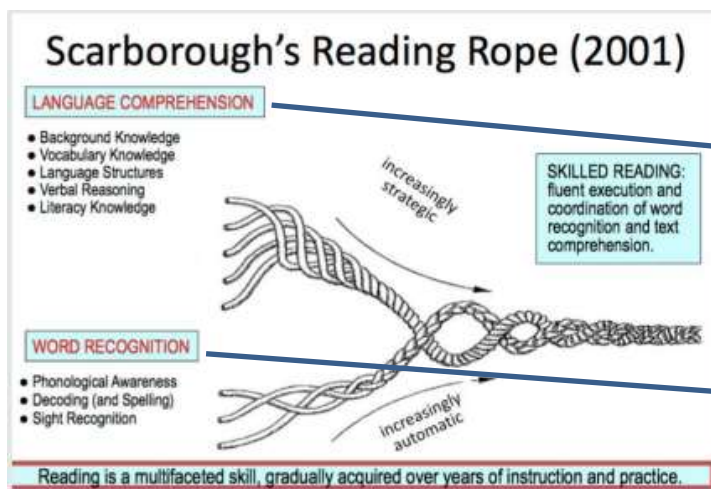 Scarborough's Reading Rope (2001)
LANGUAGE COMPREHENSION
● Background Knowledge
● Vocabulary Knowledge
● Language Structures
● Verbal Reasoning
● Literacy Knowledge
increasingly
strategic
SKILLED READING:
fluent execution and
coordination of word
recognition and text
comprehension.
WORD RECOGNITION
● Phonological Awareness
● Decoding (and Spelling)
● Sight Recognition
increasingly
automatic
Reading is a multifaceted skill, gradually acquired over years of instruction and practice.